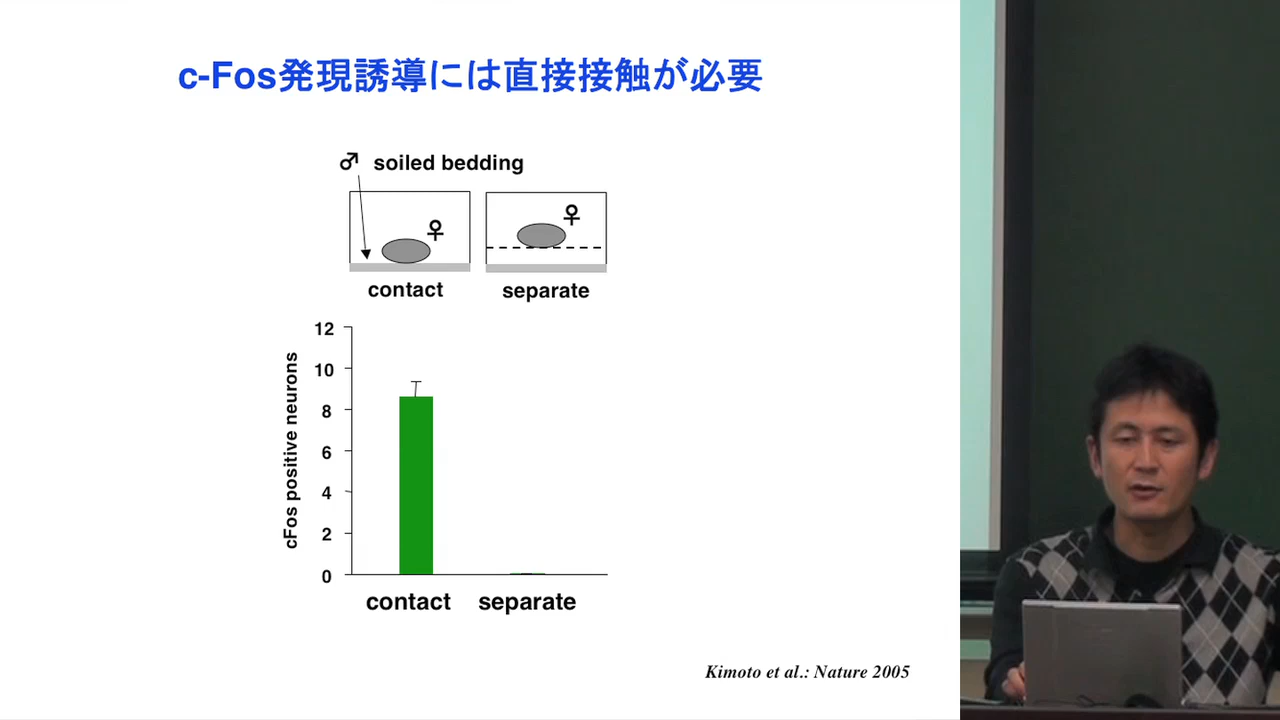 c-Fos発現誘導には直接接触が必要
♂ soiled bedding
♀
♀
contact
separate
cFos positive neurons
12
10
8
6
4
2
0
contact
separate
Kimoto et al.: Nature 2005